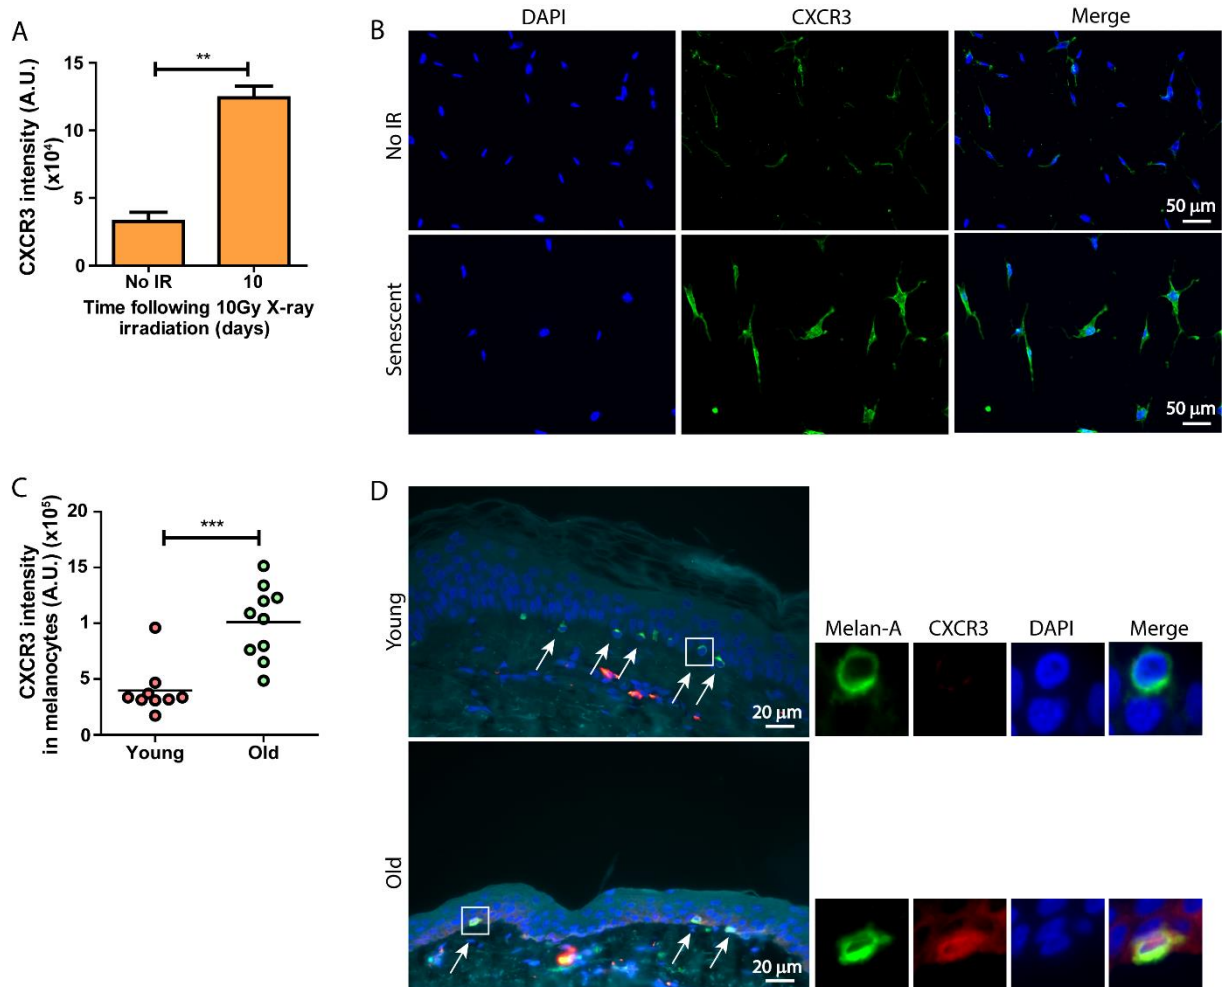 A
CXCR3 intensity (A.U.)
(x10⁴)
15
10
5
0
**
No IR
10
Time following 10Gy X-ray
irradiation (days)
B
DAPI
CXCR3
Merge
No IR
50 µm
Senescent
50 µm
C
CXCR3 intensity
in melanocytes (A.U.) (x10⁵)
20
15
1
5
0
***
Young
Old
D
Young
20 µm
Melan-A
CXCR3
DAPI
Merge
Old
20 µm